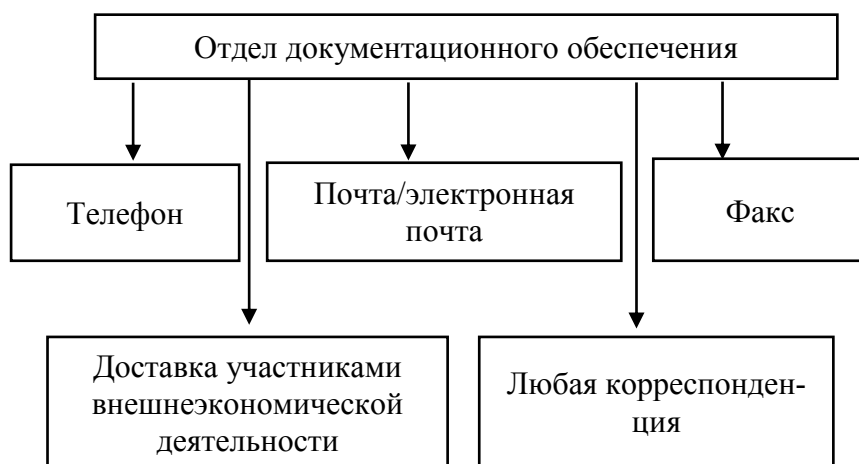 Отдел документационного обеспечения
Телефон
Почта/электронная
почта
Факс
Доставка участниками
внешнеэкономической
деятельности
Любая корреспонден-
ция